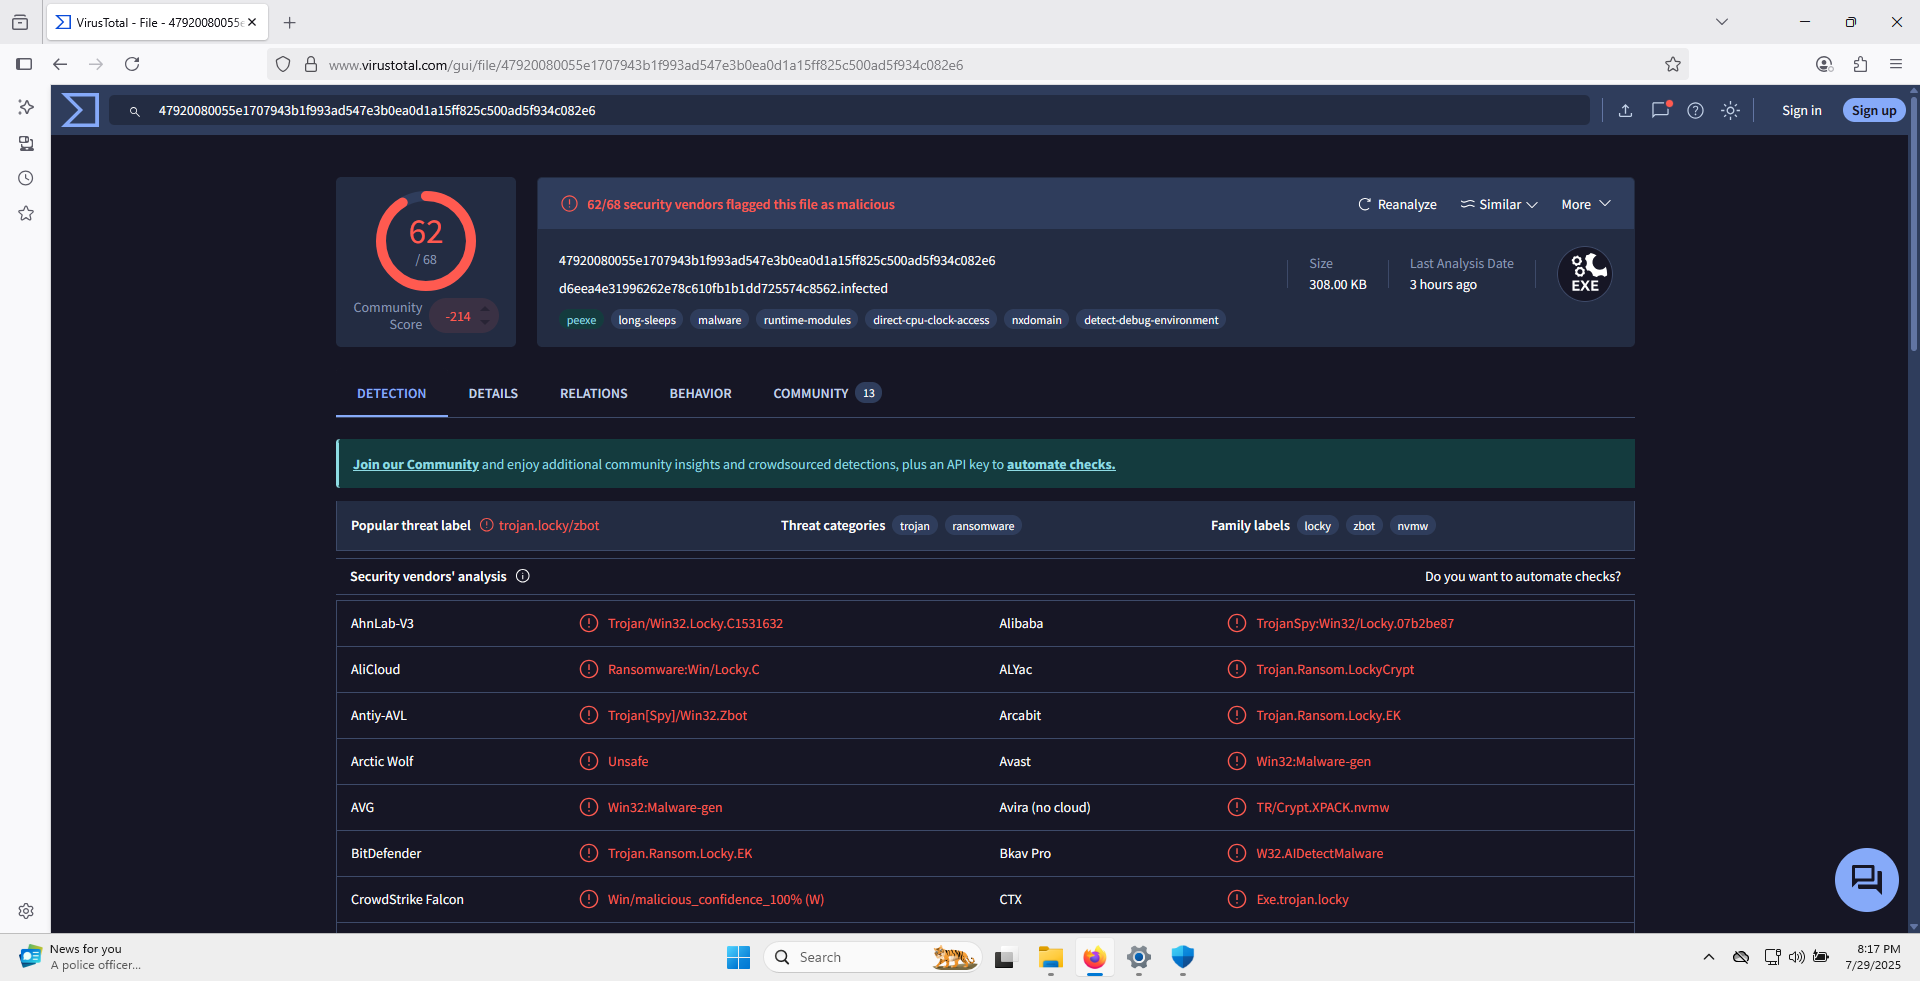 VirusTotal - File - 47920080055e
www.virustotal.com/gui/file/47920080055e1707943b1f993ad547e3b0ea0d1a15ff825c500ad5f934c082e6
47920080055e1707943b1f993ad547e3b0ea0d1a15ff825c500ad5f934c082e6
Sign in
Sign up
62
/ 68
Community
Score
-214
62/68 security vendors flagged this file as malicious
Reanalyze
Similar
More
47920080055e1707943b1f993ad547e3b0ea0d1a15ff825c500ad5f934c082e6
d6eea4e31996262e78c610fb1b1dd725574c8562.infected
Size
308.00 KB
Last Analysis Date
3 hours ago
EXE
peexe long-sleeps malware runtime-modules direct-cpu-clock-access nxdomain detect-debug-environment
DETECTION DETAILS RELATIONS BEHAVIOR COMMUNITY 13
Join our Community and enjoy additional community insights and crowdsourced detections, plus an API key to automate checks.
Popular threat label trojan.locky/zbot Threat categories trojan ransomware Family labels locky zbot nvmw
Security vendors' analysis Do you want to automate checks?
AhnLab-V3 Trojan/Win32.Locky.C1531632 Alibaba TrojanSpy:Win32/Locky.07b2be87
AliCloud Ransomware:Win/Locky.C ALYac Trojan.Ransom.LockyCrypt
Antiy-AVL Trojan[Spy]/Win32.Zbot Arcabit Trojan.Ransom.Locky.EK
Arctic Wolf Unsafe Avast Win32:Malware-gen
AVG Win32:Malware-gen Avira (no cloud) TR/Crypt.XPACK.nvmw
BitDefender Trojan.Ransom.Locky.EK Bkav Pro W32.AIDetectMalware
CrowdStrike Falcon Win/malicious_confidence_100% (W) CTX Exe.trojan.locky
News for you
A police officer...
Search
8:17 PM
7/29/2025